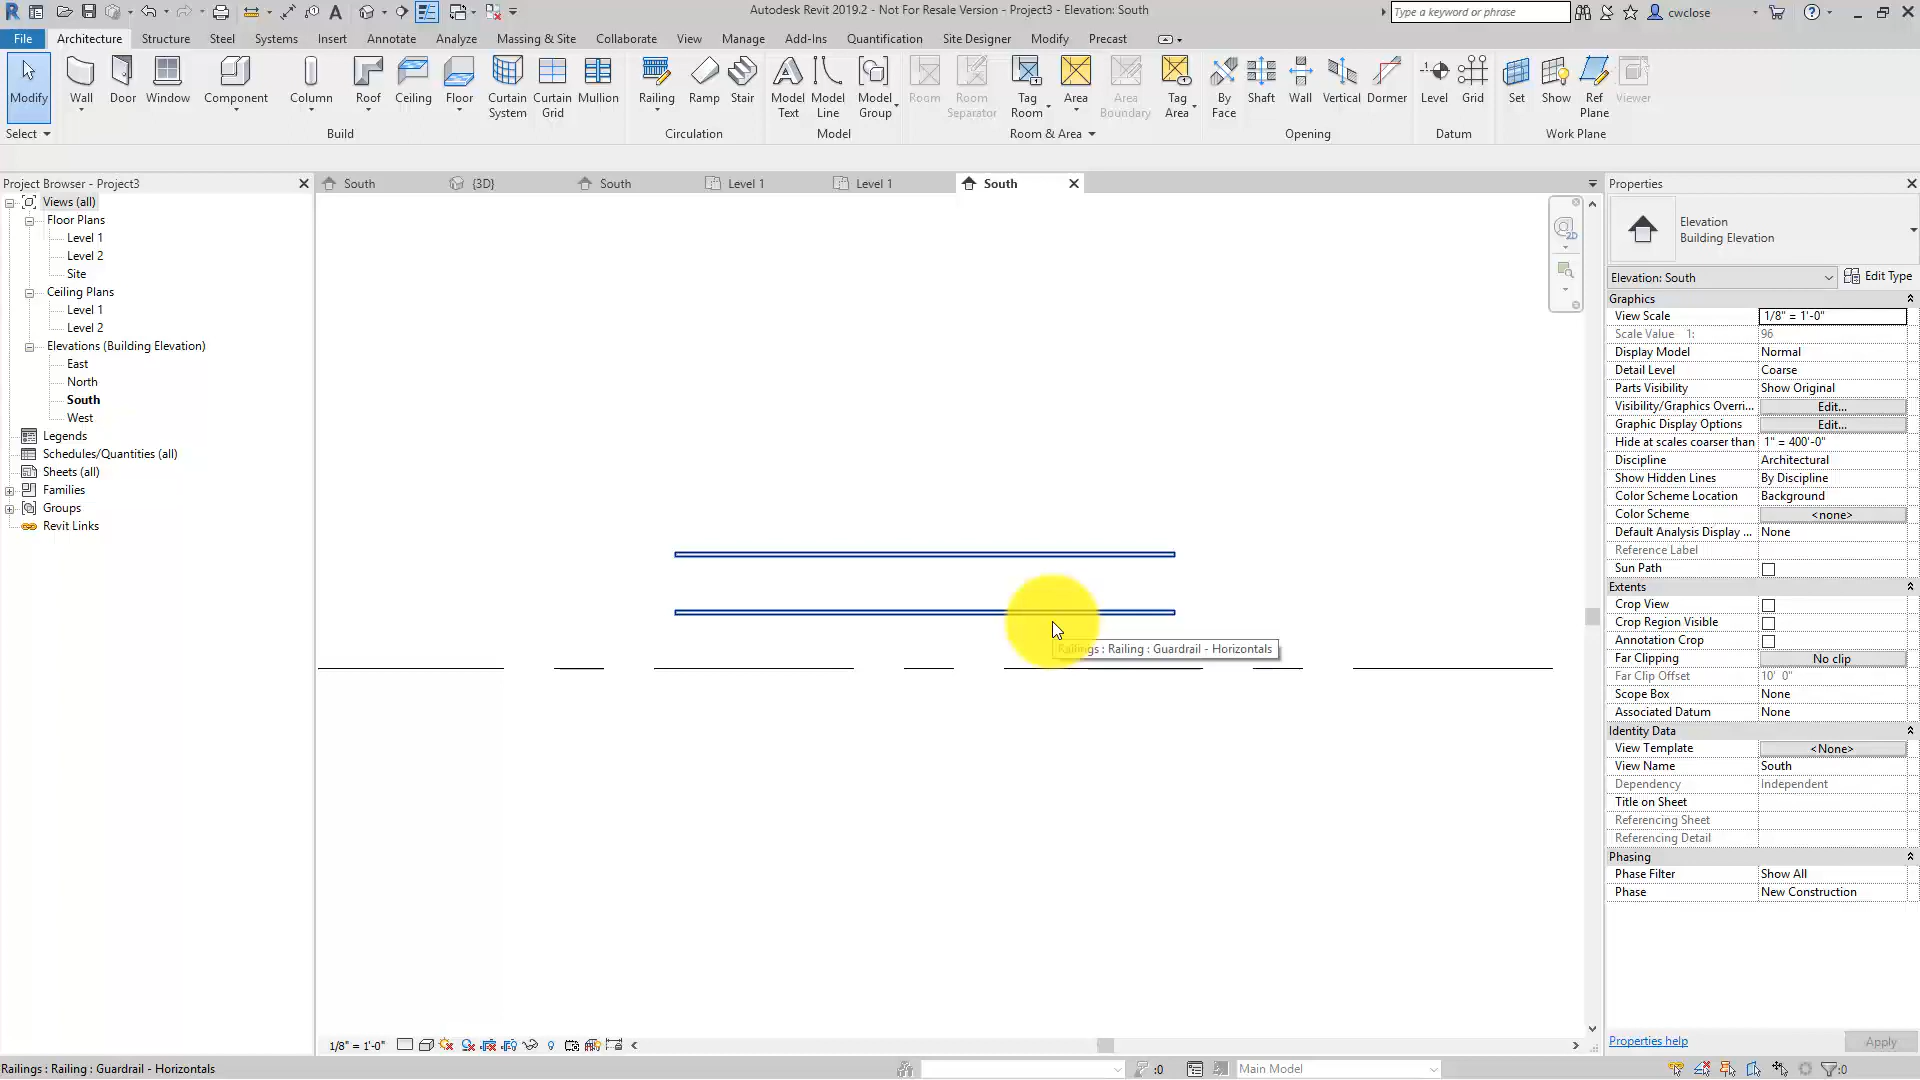 Autodesk Revit 2019.2 - Not For Resale Version - Project3 - Elevation: South
Type a keyword or phrase
cwclose
File
Architecture
Structure
Steel
Systems
Insert
Annotate
Analyze
Massing & Site
Collaborate
View
Manage
Add-Ins
Quantification
Site Designer
Modify
Precast
Modify
Wall
Door
Window
Component
Column
Roof
Ceiling
Floor
Curtain System
Curtain Grid
Mullion
Railing
Ramp
Stair
Model Text
Model Line
Model Group
Room
Room Separator
Tag Room
Area
Area Boundary
Tag Area
By Face
Shaft
Wall
Vertical
Dormer
Level
Grid
Set
Show
Ref Plane
Viewer
Select
Build
Circulation
Model
Room & Area
Opening
Datum
Work Plane
Project Browser - Project3
South
{3D}
South
Level 1
Level 1
South
Views (all)
Floor Plans
Level 1
Level 2
Site
Ceiling Plans
Level 1
Level 2
Elevations (Building Elevation)
East
North
South
West
Legends
Schedules/Quantities (all)
Sheets (all)
Families
Groups
Revit Links
2D
Railings : Railing : Guardrail - Horizontals
Properties
Elevation
Building Elevation
Elevation: South
Edit Type
Graphics
View Scale 1/8" = 1'-0"
Scale Value 1: 96
Display Model Normal
Detail Level Coarse
Parts Visibility Show Original
Visibility/Graphics Overri... Edit...
Graphic Display Options Edit...
Hide at scales coarser than 1" = 400'-0"
Discipline Architectural
Show Hidden Lines By Discipline
Color Scheme Location Background
Color Scheme <none>
Default Analysis Display ... None
Reference Label
Sun Path
Extents
Crop View
Crop Region Visible
Annotation Crop
Far Clipping No clip
Far Clip Offset 10' 0"
Scope Box None
Associated Datum None
Identity Data
View Template <None>
View Name South
Dependency Independent
Title on Sheet
Referencing Sheet
Referencing Detail
Phasing
Phase Filter Show All
Phase New Construction
Properties help
Apply
1/8" = 1'-0"
Railings : Railing : Guardrail - Horizontals
:0
Main Model
:0